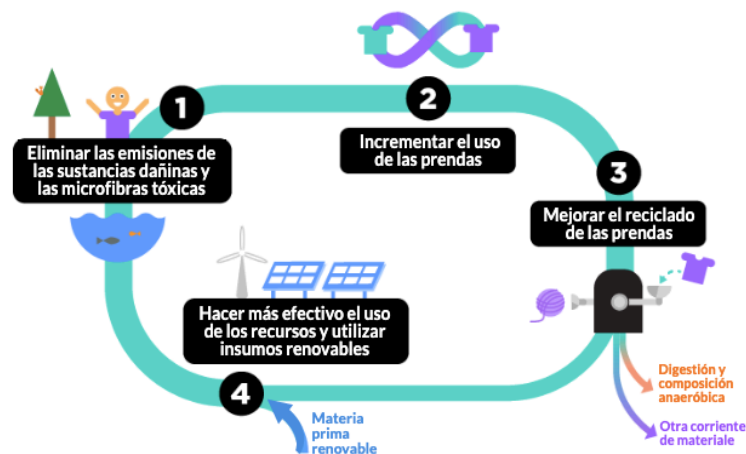 1
Eliminar las emisiones de
las sustancias dañinas y
las microfibras tóxicas
2
Incrementar el uso
de las prendas
3
Mejorar el reciclado
de las prendas
Hacer más efectivo el uso
de los recursos y utilizar
insumos renovables
4
Materia
prima
renovable
Digestión y
composición
anaeróbica
Otra corriente
de materiale